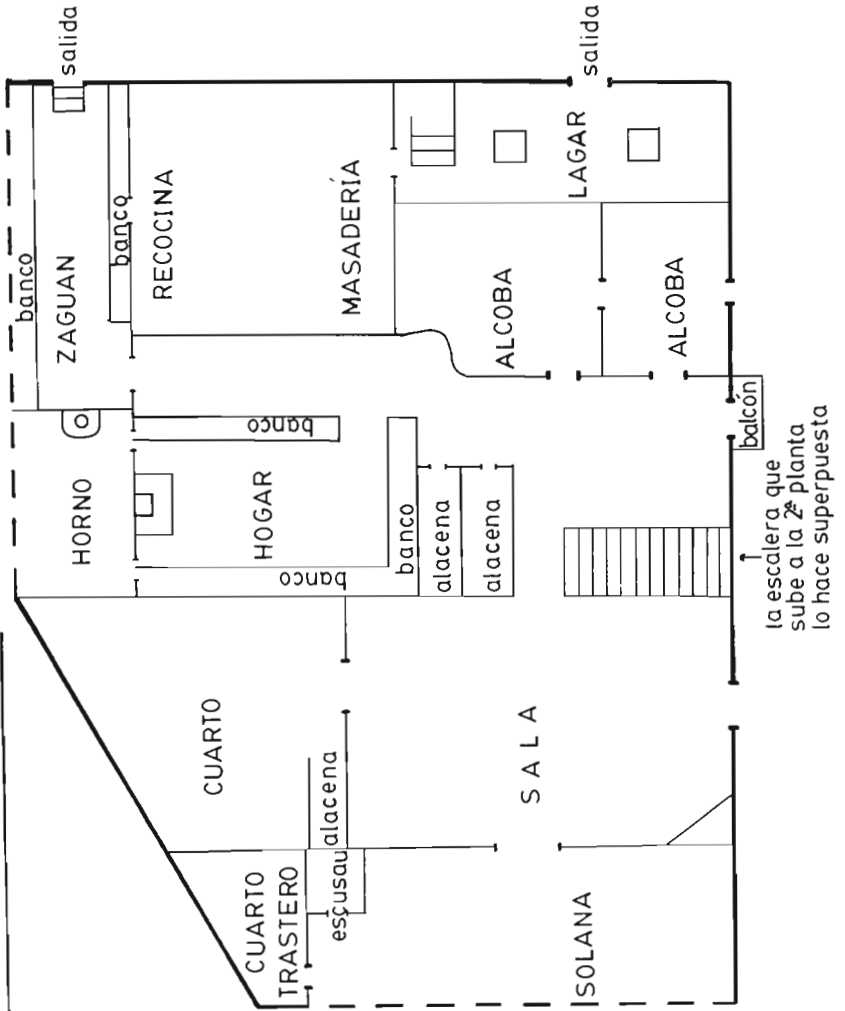 salida
salida
banco
ZAGUAN
banco
RECOCINA
MASADERÍA
LAGAR
ALCOBA
ALCOBA
balcón
HORNO
banco
HOGAR
banco
banco
alacena
alacena
la escalera que
sube a la 2ª planta
lo hace superpuesta
CUARTO
alacena
SALA
CUARTO
TRASTERO
escusau
SOLANA